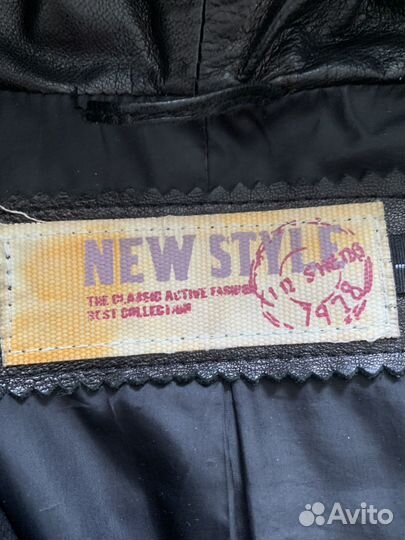 NEW STYLE
THE CLASSIC ACTIVE FASHION
BEST COLLECTION
1978
Avito